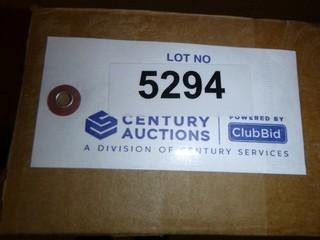 LOT NO
5294
CENTURY AUCTIONS
POWERED BY ClubBid
A DIVISION OF CENTURY SERVICES